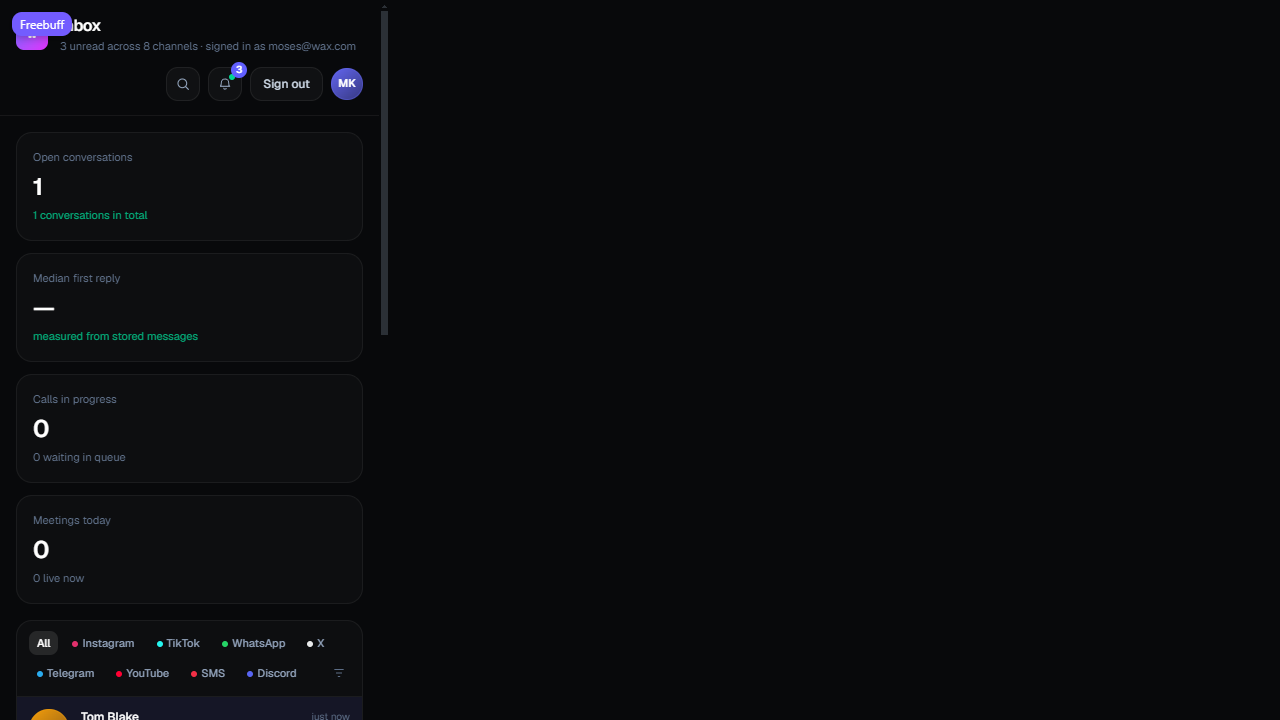 Freebuff
box
3 unread across 8 channels · signed in as moses@wax.com
3
Sign out
MK
Open conversations
1
1 conversations in total
Median first reply
—
measured from stored messages
Calls in progress
0
0 waiting in queue
Meetings today
0
0 live now
All
Instagram
TikTok
WhatsApp
X
Telegram
YouTube
SMS
Discord
Tom Blake
just now